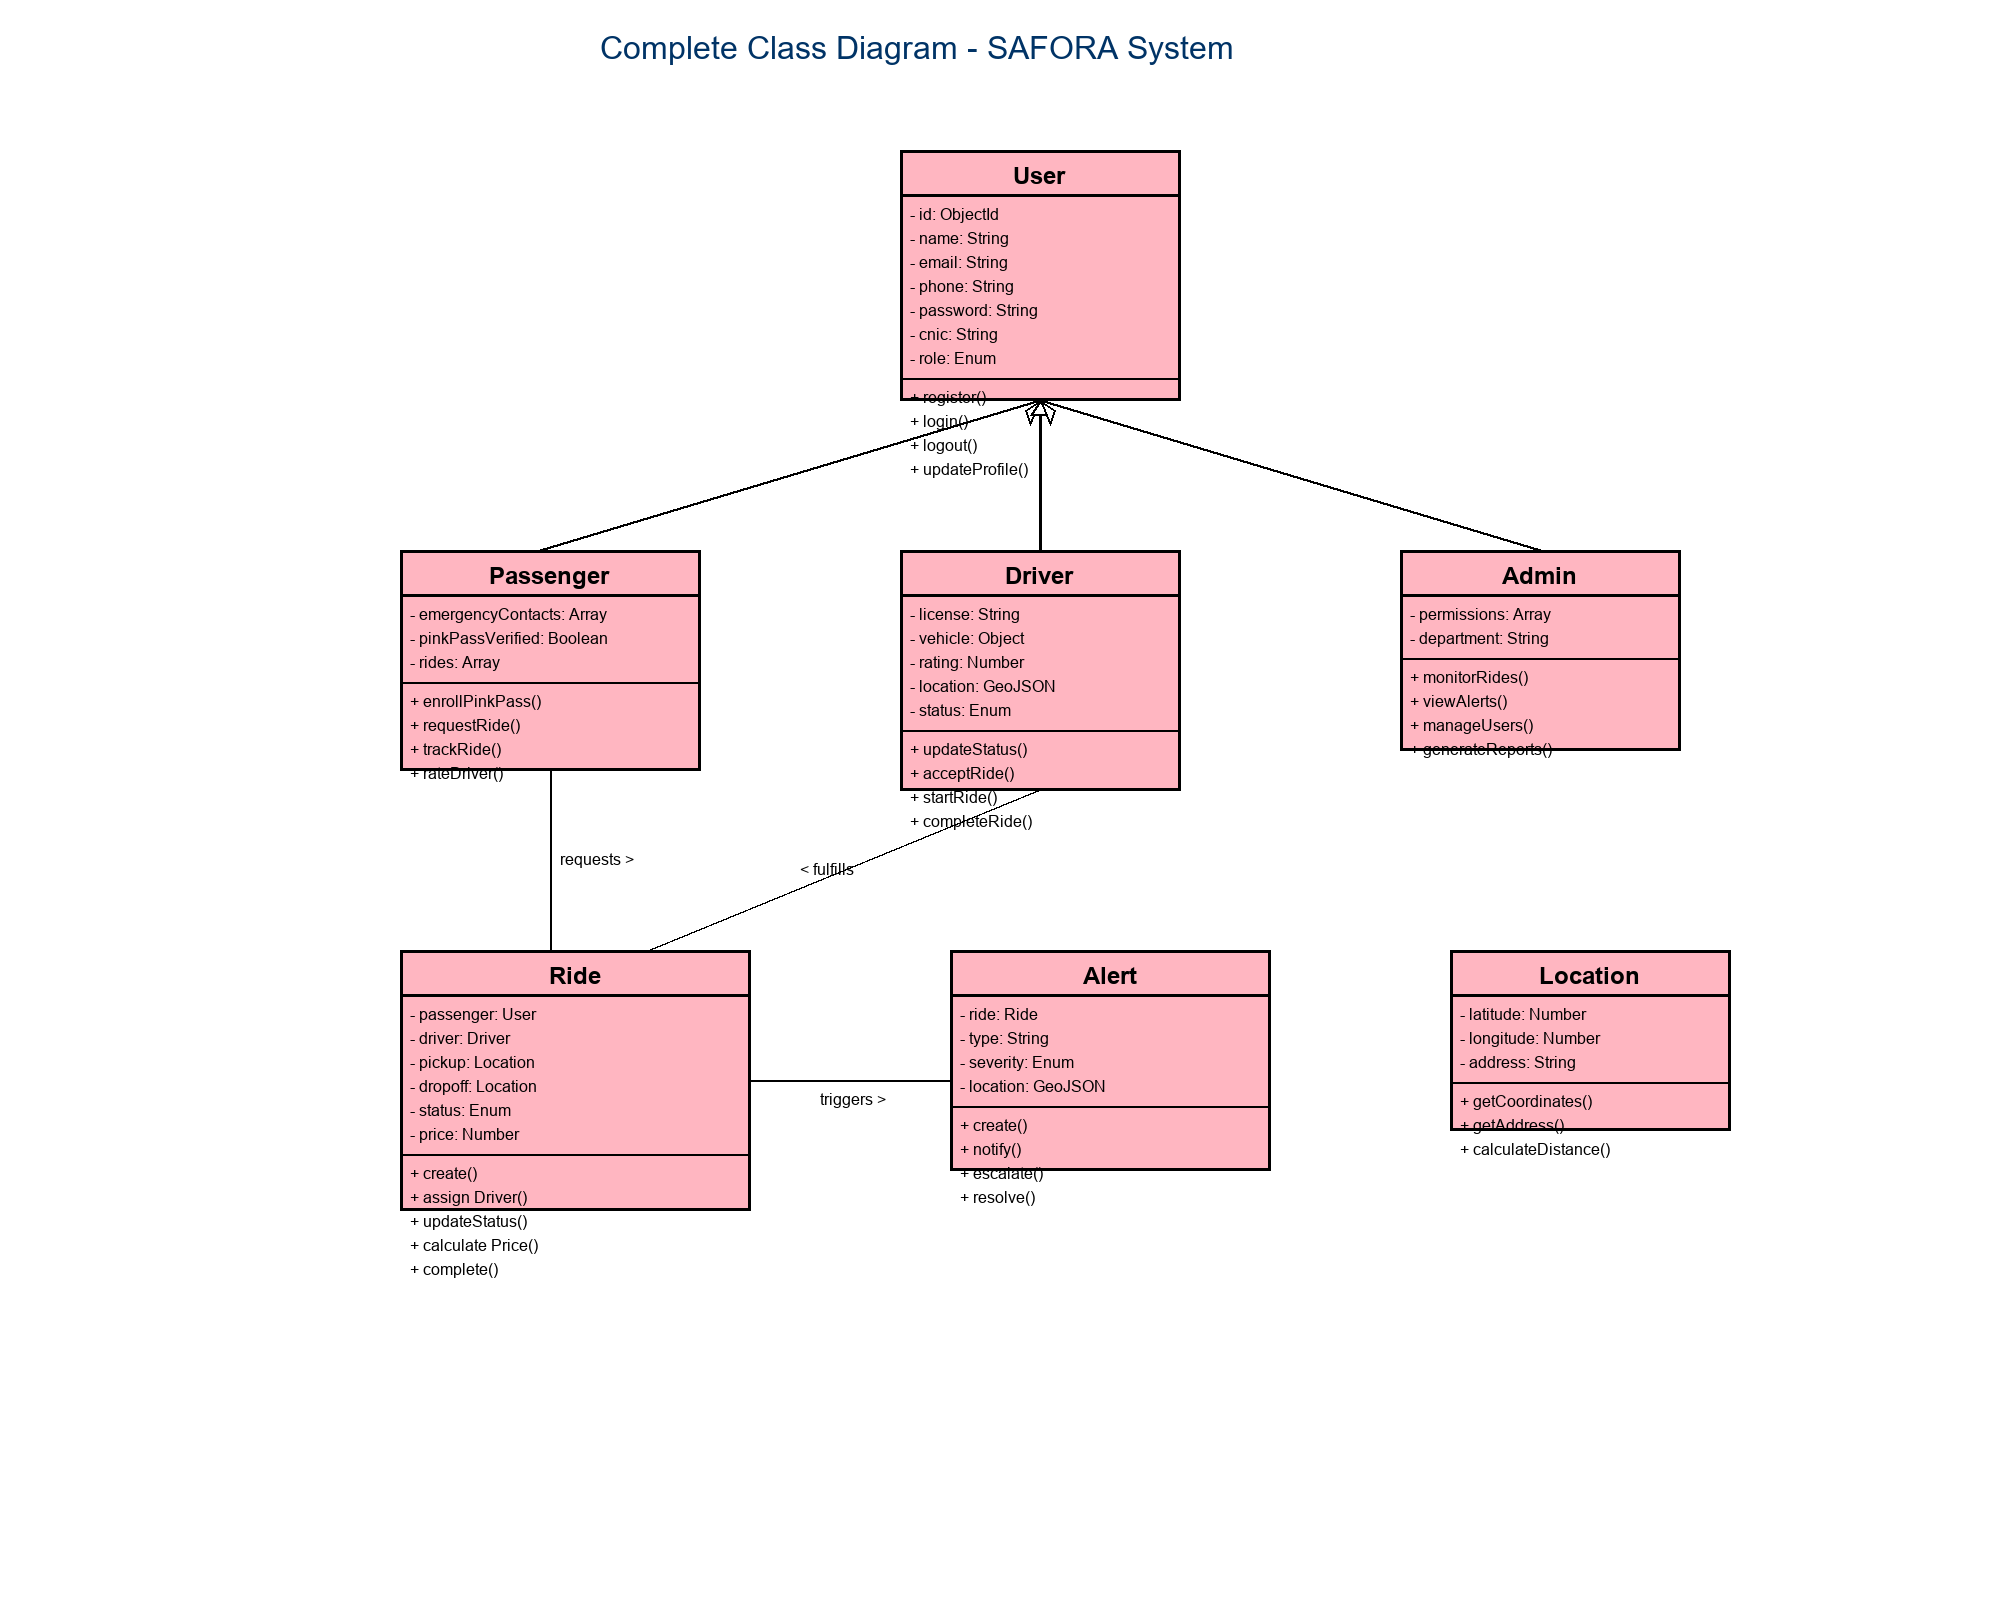 Complete Class Diagram - SAFORA System
User
- id: ObjectId
- name: String
- email: String
- phone: String
- password: String
- cnic: String
- role: Enum
+ register()
+ login()
+ logout()
+ updateProfile()
Passenger
- emergencyContacts: Array
- pinkPassVerified: Boolean
- rides: Array
+ enrollPinkPass()
+ requestRide()
+ trackRide()
+ rateDriver()
Driver
- license: String
- vehicle: Object
- rating: Number
- location: GeoJSON
- status: Enum
+ updateStatus()
+ acceptRide()
+ startRide()
+ completeRide()
Admin
- permissions: Array
- department: String
+ monitorRides()
+ viewAlerts()
+ manageUsers()
+ generateReports()
requests >
< fulfills
Ride
- passenger: User
- driver: Driver
- pickup: Location
- dropoff: Location
- status: Enum
- price: Number
+ create()
+ assign Driver()
+ updateStatus()
+ calculate Price()
+ complete()
triggers >
Alert
- ride: Ride
- type: String
- severity: Enum
- location: GeoJSON
+ create()
+ notify()
+ escalate()
+ resolve()
Location
- latitude: Number
- longitude: Number
- address: String
+ getCoordinates()
+ getAddress()
+ calculateDistance()